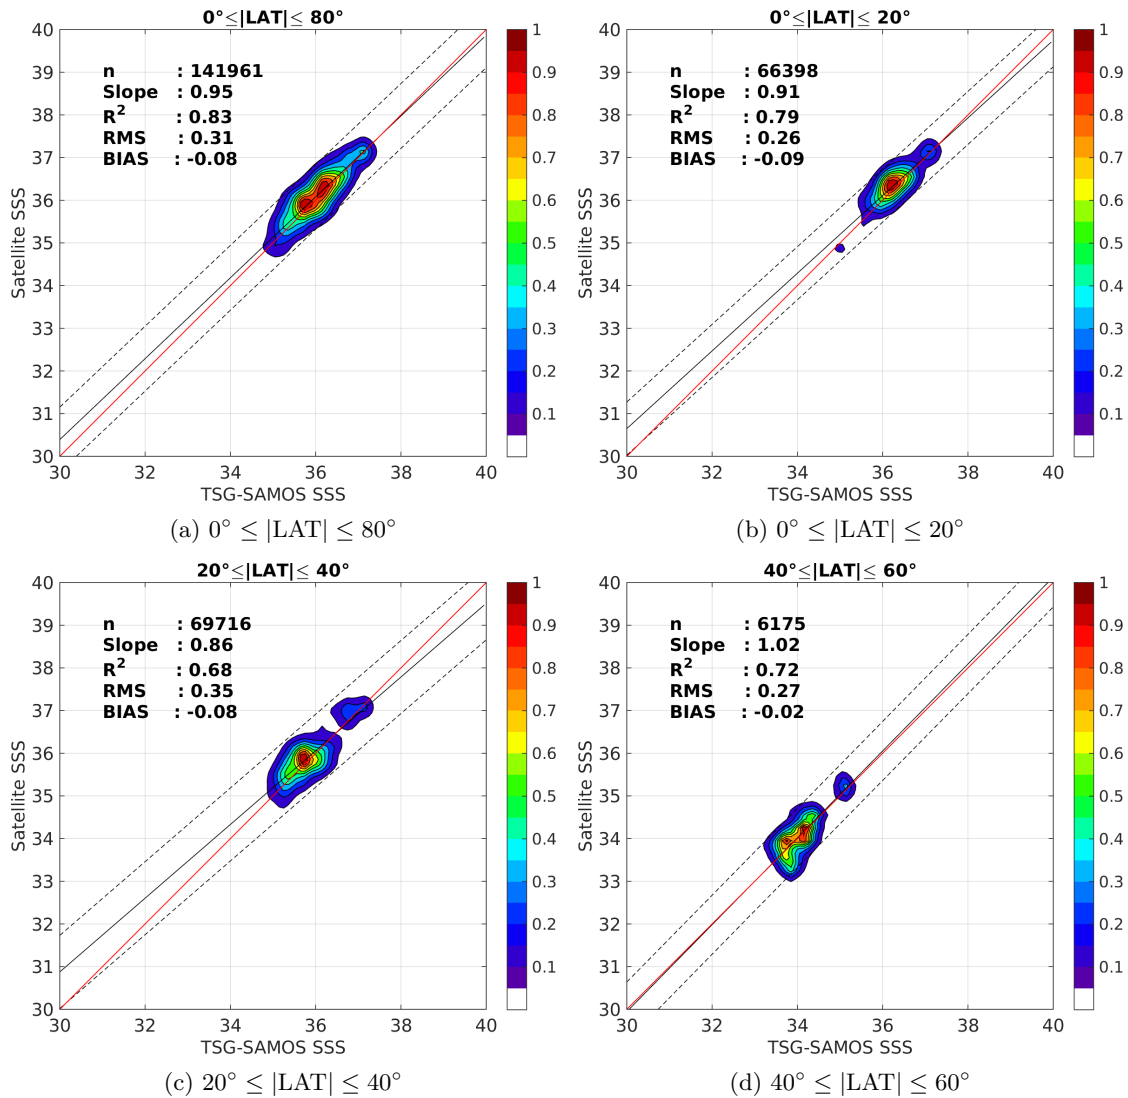 0°≤|LAT|≤ 80°
n : 141961
Slope : 0.95
R² : 0.83
RMS : 0.31
BIAS : -0.08
40
39
38
37
36
35
34
33
32
31
30
30 32 34 36 38 40
Satellite SSS
TSG-SAMOS SSS
1
0.9
0.8
0.7
0.6
0.5
0.4
0.3
0.2
0.1
(a) 0° ≤ |LAT| ≤ 80°
0°≤|LAT|≤ 20°
n : 66398
Slope : 0.91
R² : 0.79
RMS : 0.26
BIAS : -0.09
40
39
38
37
36
35
34
33
32
31
30
30 32 34 36 38 40
Satellite SSS
TSG-SAMOS SSS
1
0.9
0.8
0.7
0.6
0.5
0.4
0.3
0.2
0.1
(b) 0° ≤ |LAT| ≤ 20°
20°≤|LAT|≤ 40°
n : 69716
Slope : 0.86
R² : 0.68
RMS : 0.35
BIAS : -0.08
40
39
38
37
36
35
34
33
32
31
30
30 32 34 36 38 40
Satellite SSS
TSG-SAMOS SSS
1
0.9
0.8
0.7
0.6
0.5
0.4
0.3
0.2
0.1
(c) 20° ≤ |LAT| ≤ 40°
40°≤|LAT|≤ 60°
n : 6175
Slope : 1.02
R² : 0.72
RMS : 0.27
BIAS : -0.02
40
39
38
37
36
35
34
33
32
31
30
30 32 34 36 38 40
Satellite SSS
TSG-SAMOS SSS
1
0.9
0.8
0.7
0.6
0.5
0.4
0.3
0.2
0.1
(d) 40° ≤ |LAT| ≤ 60°